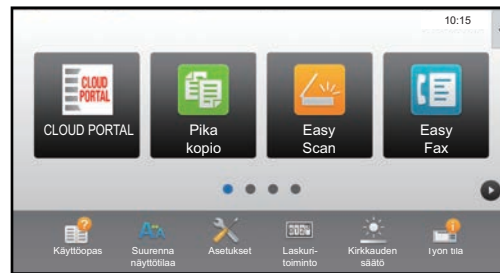 10:15
CLOUD
PORTAL
CLOUD PORTAL
Pika
kopio
Easy
Scan
Easy
Fax
Käyttöopas
Suurenna
näyttötilaa
Asetukset
Laskuri-
toiminto
Kirkkauden
säätö
Työn tila